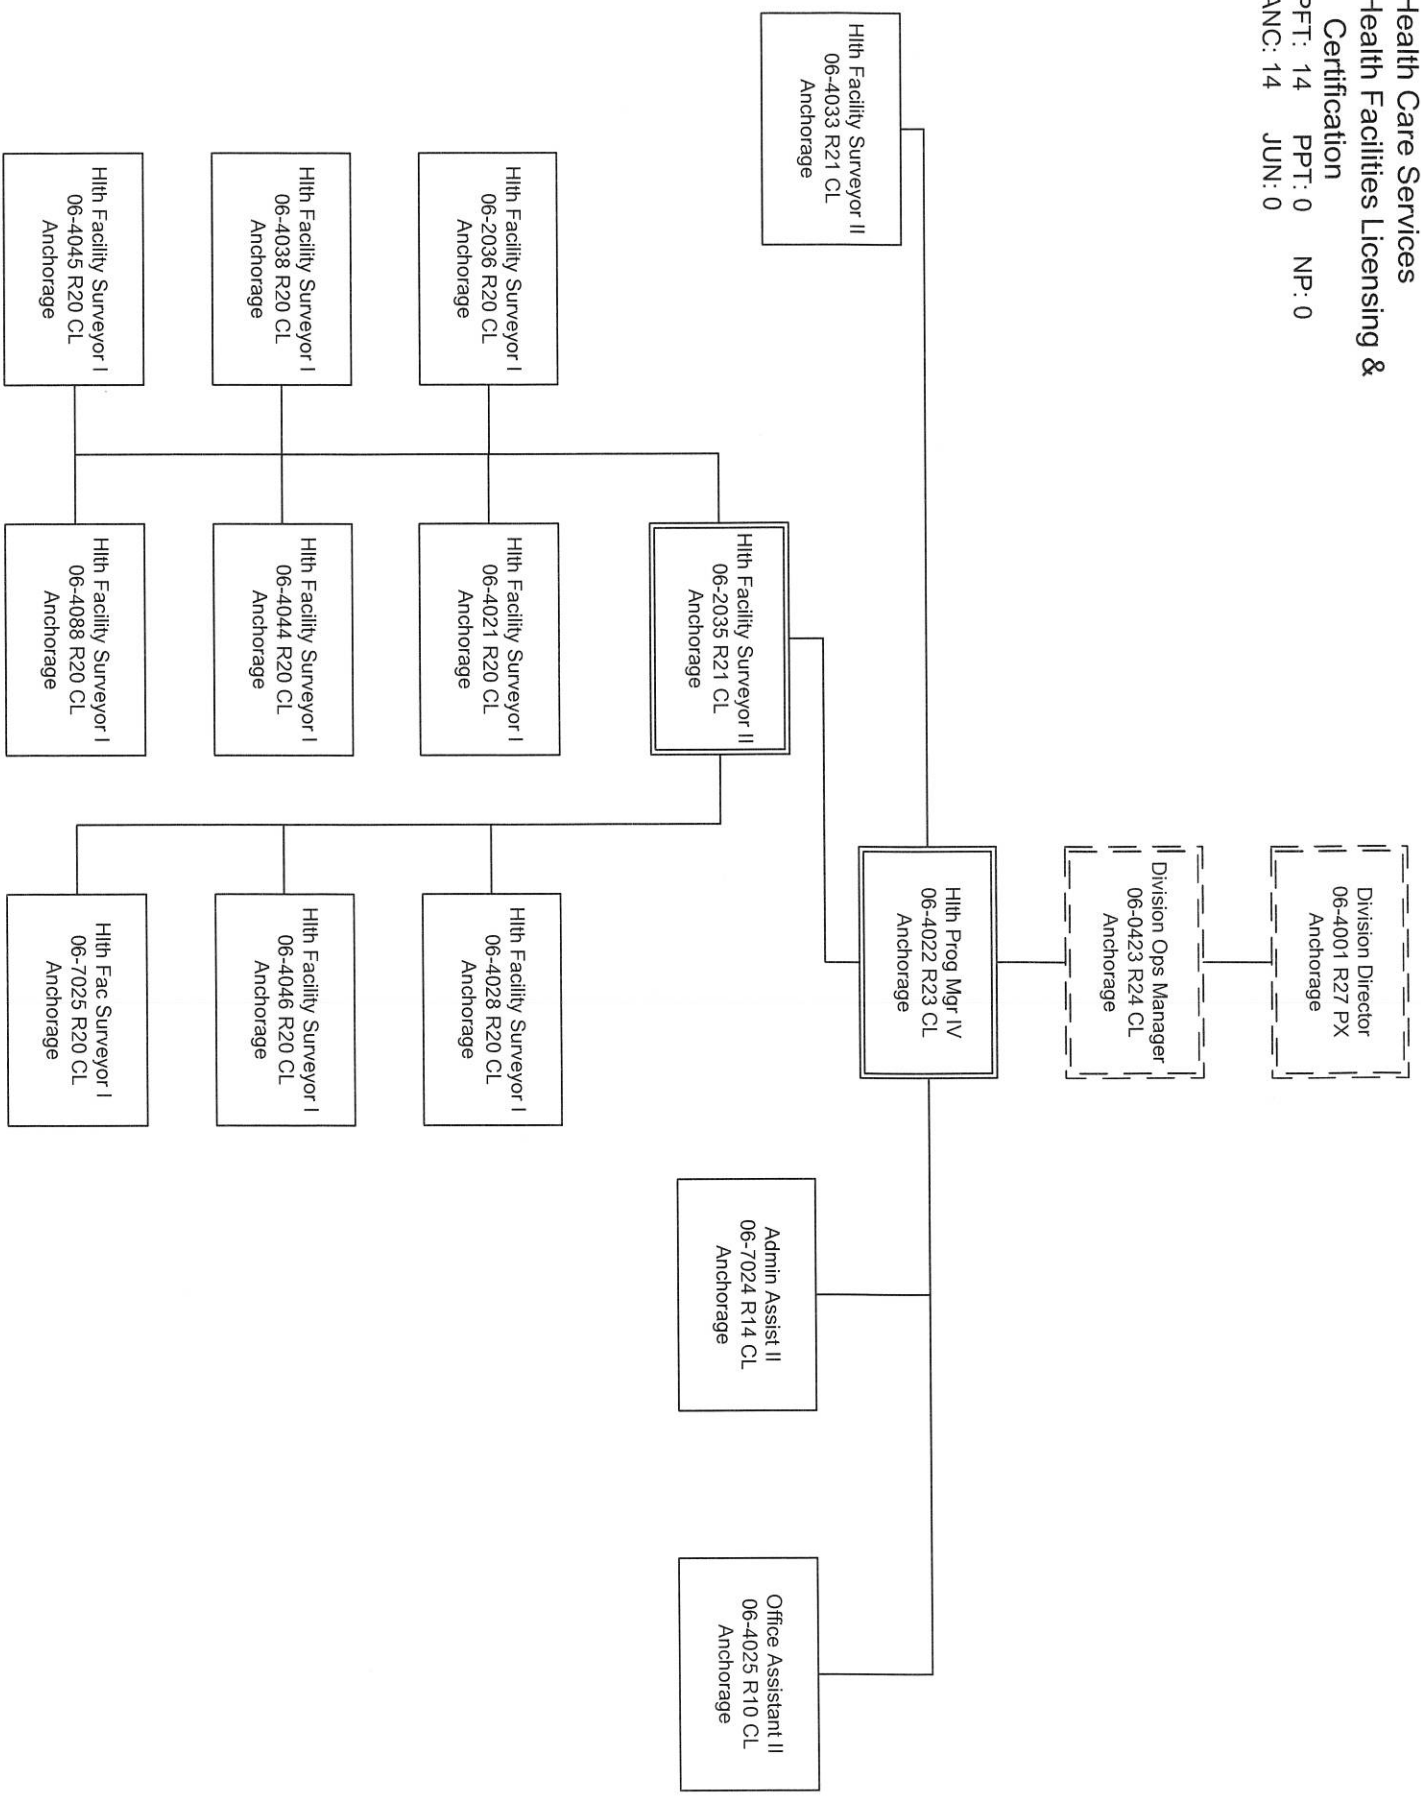 Health Care Services
Health Facilities Licensing &
Certification
PFT: 14 PPT: 0 NP: 0
ANC: 14 JUN: 0
Division Director
06-4001 R27 PX
Anchorage
Division Ops Manager
06-0423 R24 CL
Anchorage
Hlth Prog Mgr IV
06-4022 R23 CL
Anchorage
Hlth Facility Surveyor II
06-4033 R21 CL
Anchorage
Hlth Facility Surveyor II
06-2035 R21 CL
Anchorage
Admin Assist II
06-7024 R14 CL
Anchorage
Office Assistant II
06-4025 R10 CL
Anchorage
Hlth Facility Surveyor I
06-2036 R20 CL
Anchorage
Hlth Facility Surveyor I
06-4021 R20 CL
Anchorage
Hlth Facility Surveyor I
06-4028 R20 CL
Anchorage
Hlth Facility Surveyor I
06-4038 R20 CL
Anchorage
Hlth Facility Surveyor I
06-4044 R20 CL
Anchorage
Hlth Facility Surveyor I
06-4046 R20 CL
Anchorage
Hlth Facility Surveyor I
06-4045 R20 CL
Anchorage
Hlth Facility Surveyor I
06-4088 R20 CL
Anchorage
Hlth Fac Surveyor I
06-7025 R20 CL
Anchorage